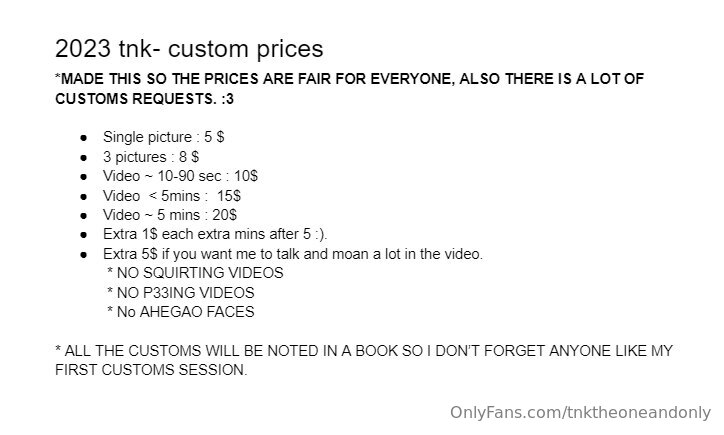 2023 tnk- custom prices
*MADE THIS SO THE PRICES ARE FAIR FOR EVERYONE, ALSO THERE IS A LOT OF
CUSTOMS REQUESTS. :3
● Single picture : 5 $
● 3 pictures : 8 $
● Video ~ 10-90 sec : 10$
● Video < 5mins : 15$
● Video ~ 5 mins : 20$
● Extra 1$ each extra mins after 5 :).
● Extra 5$ if you want me to talk and moan a lot in the video.
* NO SQUIRTING VIDEOS
* NO P33ING VIDEOS
* No AHEGAO FACES
* ALL THE CUSTOMS WILL BE NOTED IN A BOOK SO I DON'T FORGET ANYONE LIKE MY
FIRST CUSTOMS SESSION.
OnlyFans.com/tnktheoneandonly